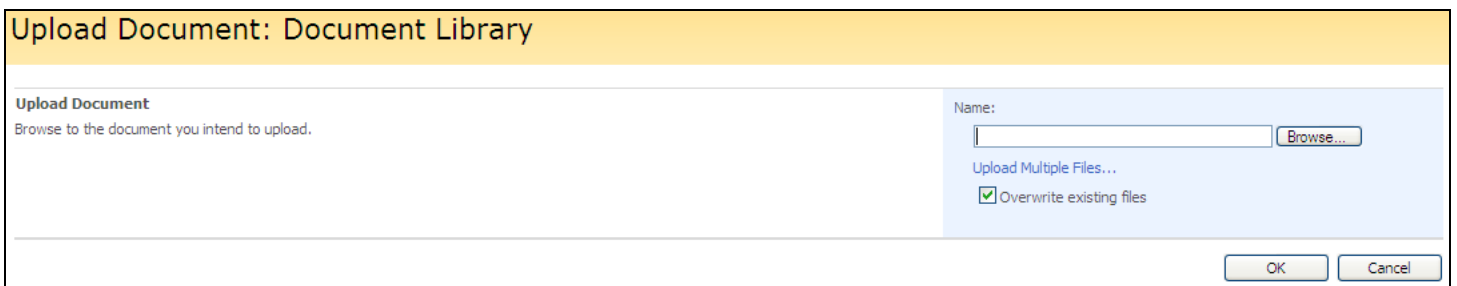 Upload Document: Document Library
Upload Document
Browse to the document you intend to upload.
Name:
Browse...
Upload Multiple Files...
Overwrite existing files
OK
Cancel